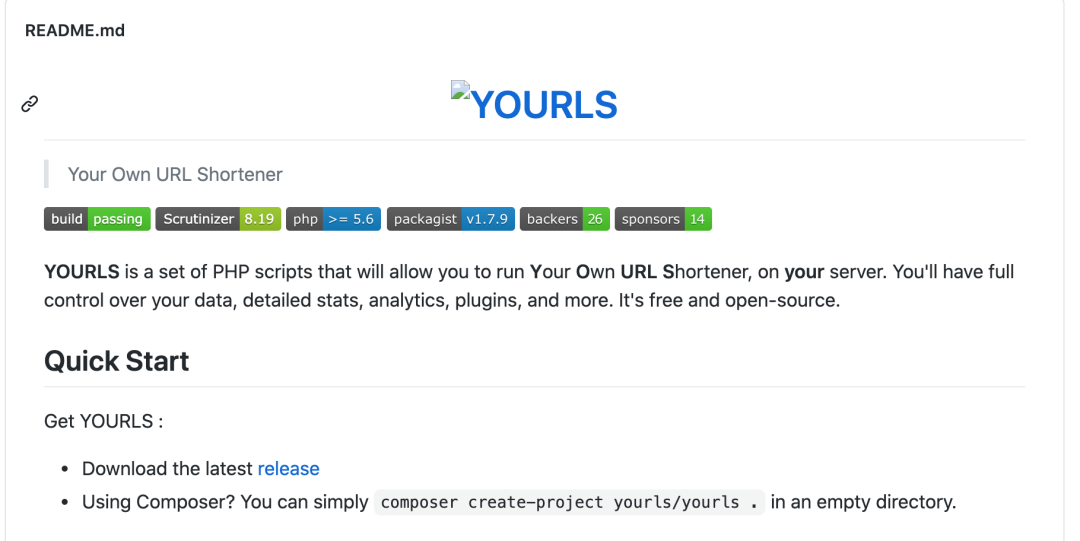 README.md
YOURLS
Your Own URL Shortener
build passing Scrutinizer 8.19 php >= 5.6 packagist v1.7.9 backers 26 sponsors 14
YOURLS is a set of PHP scripts that will allow you to run Your Own URL Shortener, on your server. You'll have full
control over your data, detailed stats, analytics, plugins, and more. It's free and open-source.
Quick Start
Get YOURLS :
• Download the latest release
• Using Composer? You can simply composer create-project yourls/yourls . in an empty directory.